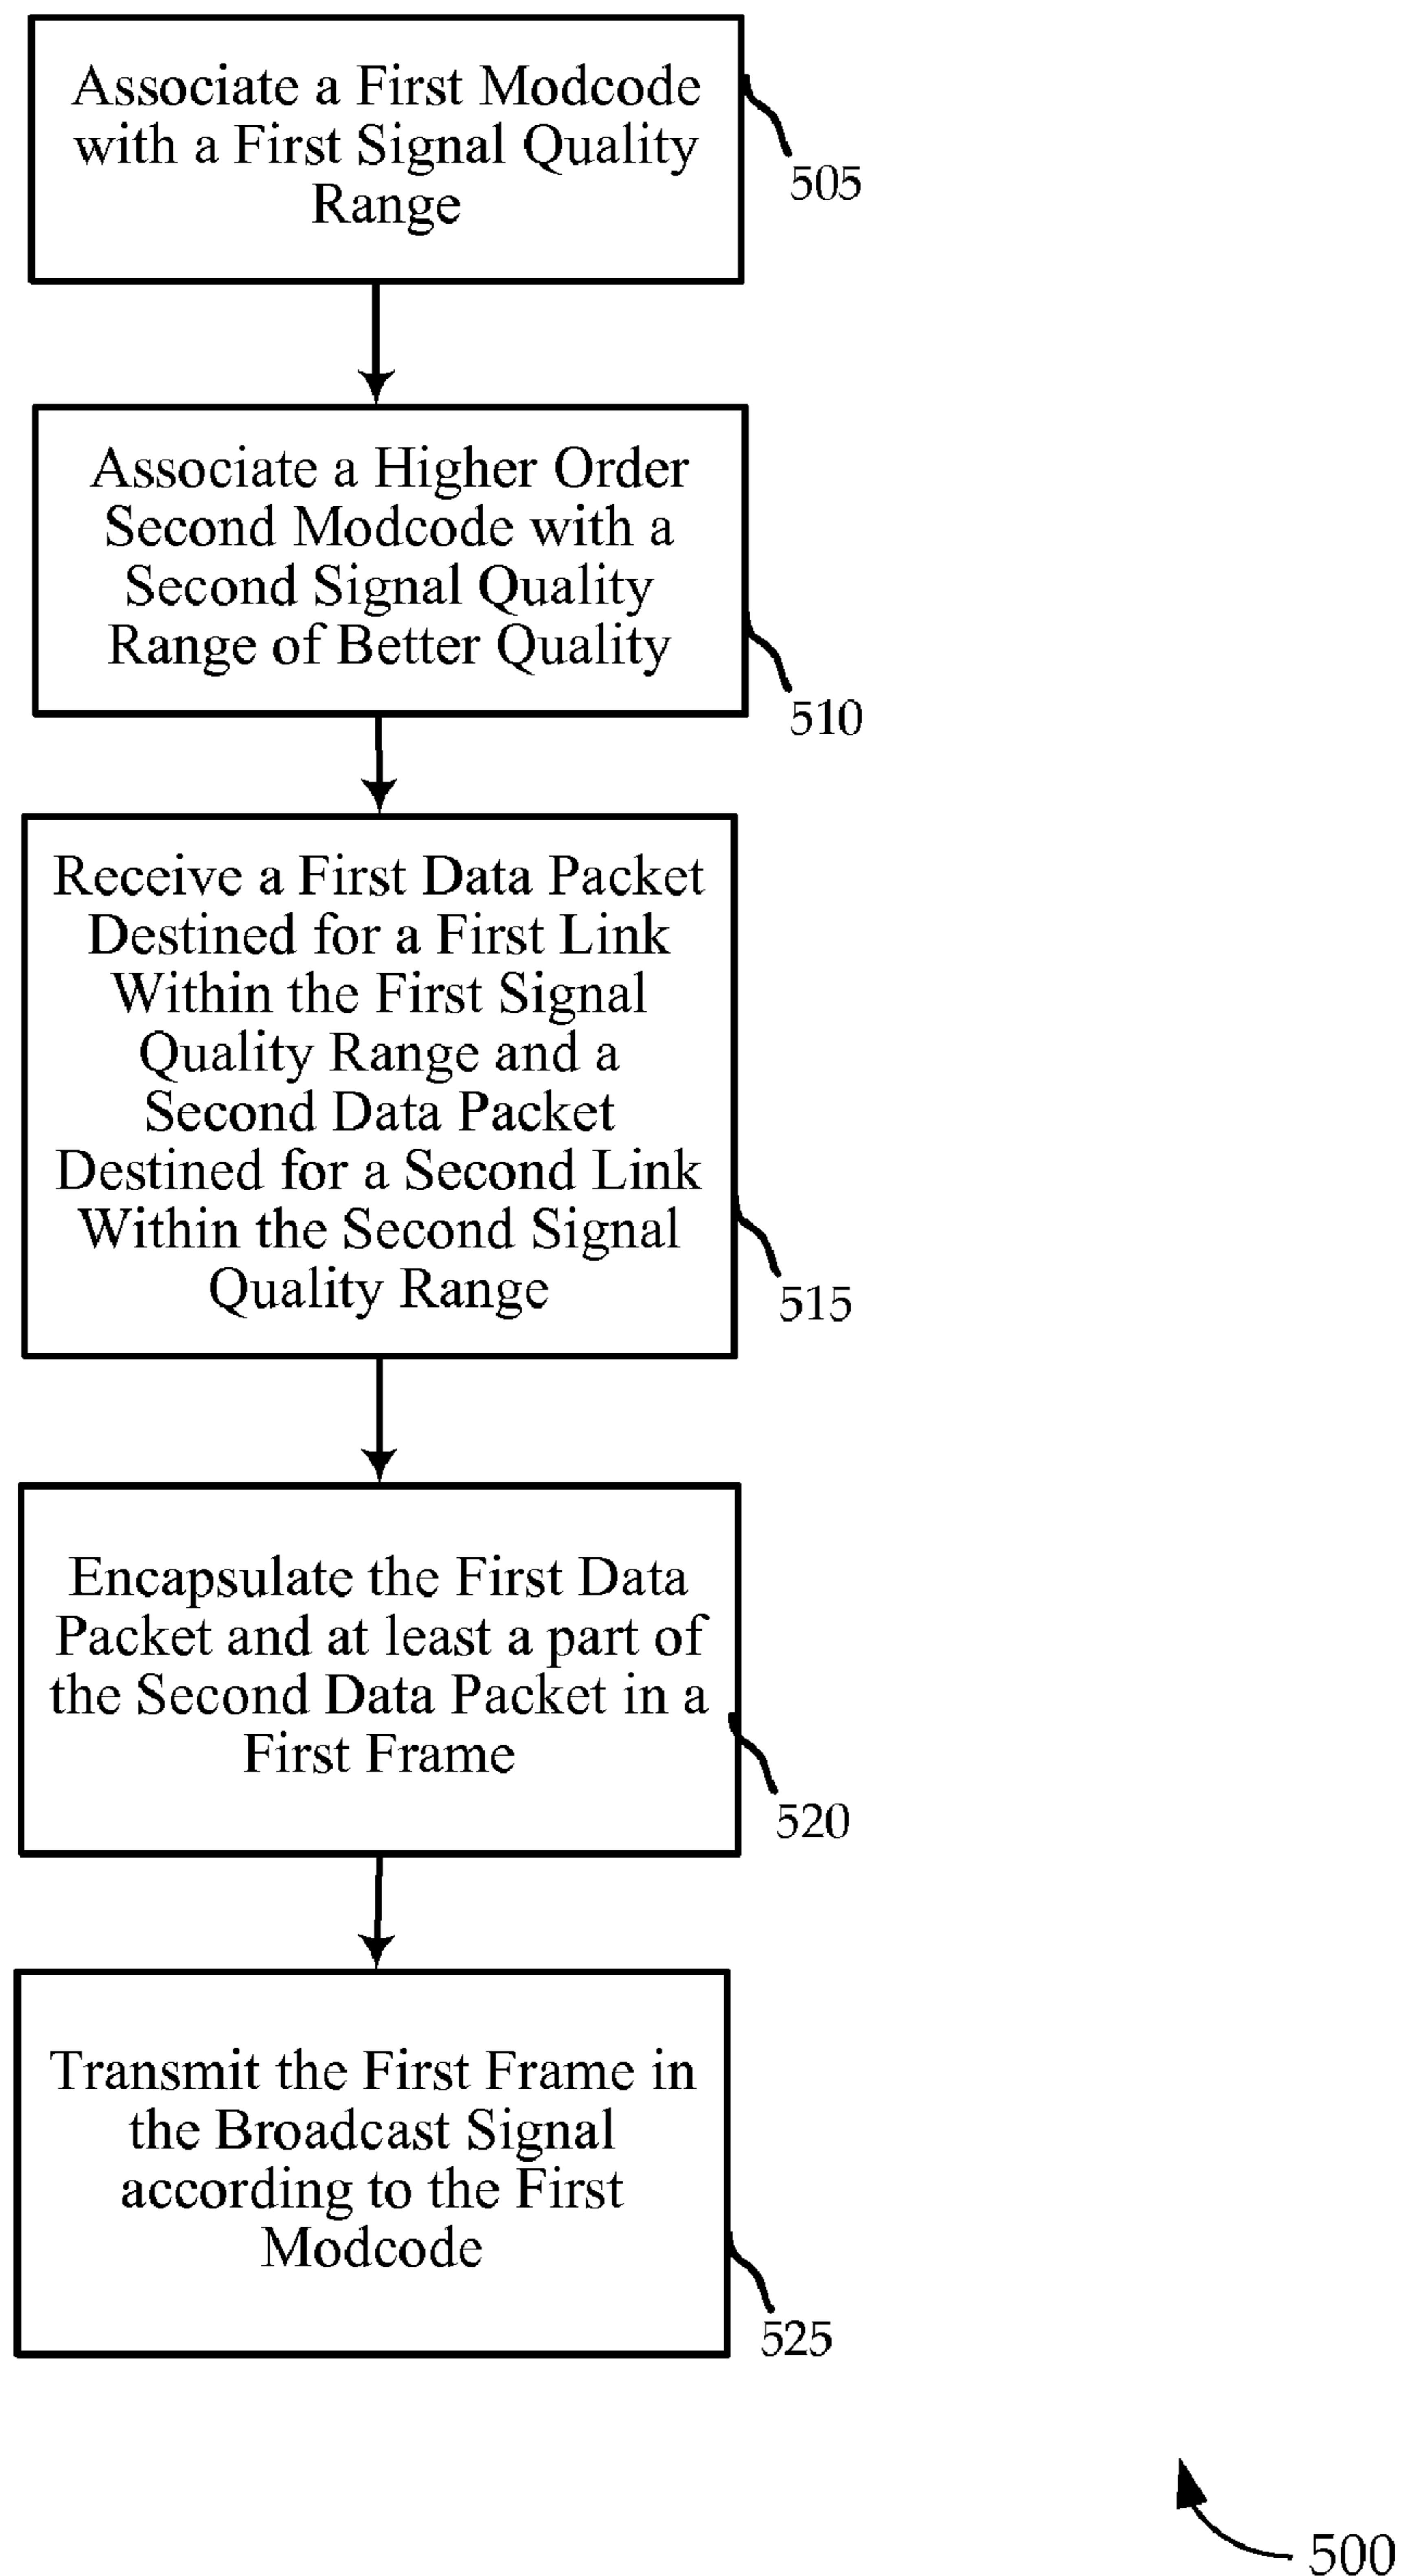 Associate a First Modcode
with a First Signal Quality
Range
505
Associate a Higher Order
Second Modcode with a
Second Signal Quality
Range of Better Quality
510
Receive a First Data Packet
Destined for a First Link
Within the First Signal
Quality Range and a
Second Data Packet
Destined for a Second Link
Within the Second Signal
Quality Range
515
Encapsulate the First Data
Packet and at least a part of
the Second Data Packet in a
First Frame
520
Transmit the First Frame in
the Broadcast Signal
according to the First
Modcode
525
500